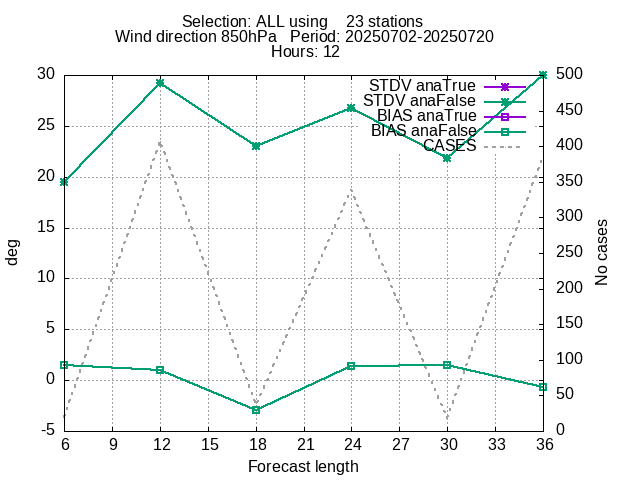 Selection: ALL using 23 stations
Wind direction 850hPa Period: 20250702-20250720
Hours: 12
STDV anaTrue
STDV anaFalse
BIAS anaTrue
BIAS anaFalse
CASES
30
25
20
15
10
5
0
-5
deg
500
450
400
350
300
250
200
150
100
50
0
No cases
6 9 12 15 18 21 24 27 30 33 36
Forecast length